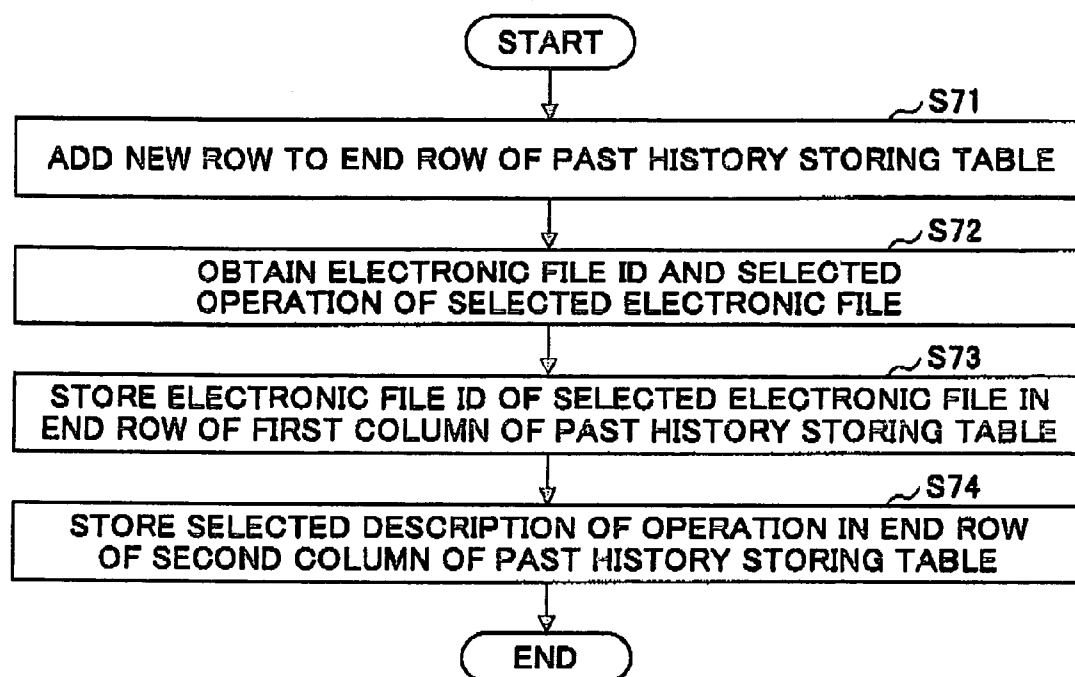 START
S71
ADD NEW ROW TO END ROW OF PAST HISTORY STORING TABLE
S72
OBTAIN ELECTRONIC FILE ID AND SELECTED
OPERATION OF SELECTED ELECTRONIC FILE
S73
STORE ELECTRONIC FILE ID OF SELECTED ELECTRONIC FILE IN
END ROW OF FIRST COLUMN OF PAST HISTORY STORING TABLE
S74
STORE SELECTED DESCRIPTION OF OPERATION IN END ROW
OF SECOND COLUMN OF PAST HISTORY STORING TABLE
END